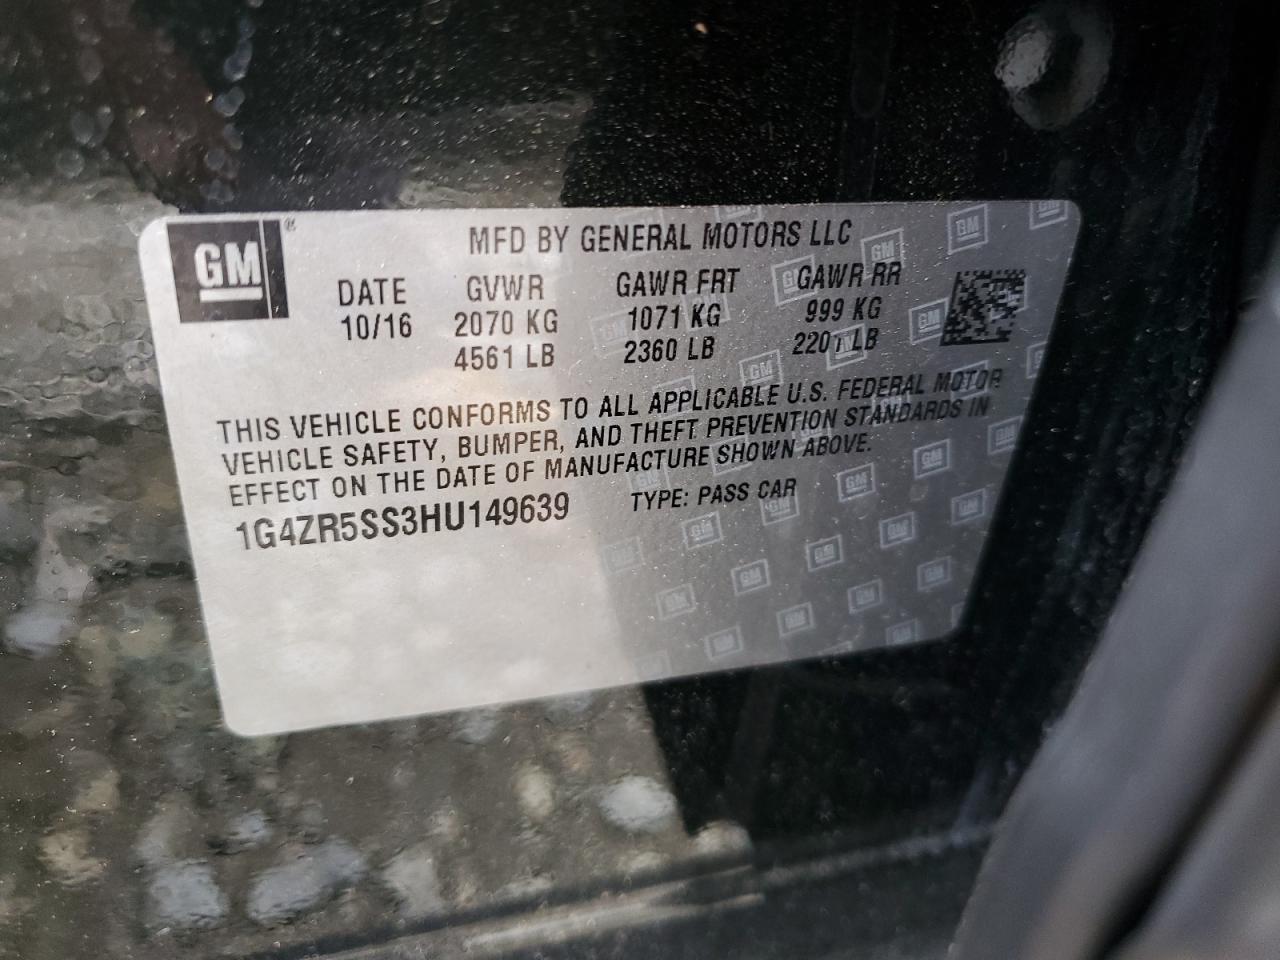 GM®
MFD BY GENERAL MOTORS LLC
DATE GVWR GAWR FRT GAWR RR
10/16 2070 KG 1071 KG 999 KG
4561 LB 2360 LB 2201 LB
THIS VEHICLE CONFORMS TO ALL APPLICABLE U.S. FEDERAL MOTOR
VEHICLE SAFETY, BUMPER, AND THEFT PREVENTION STANDARDS IN
EFFECT ON THE DATE OF MANUFACTURE SHOWN ABOVE.
1G4ZR5SS3HU149639 TYPE: PASS CAR